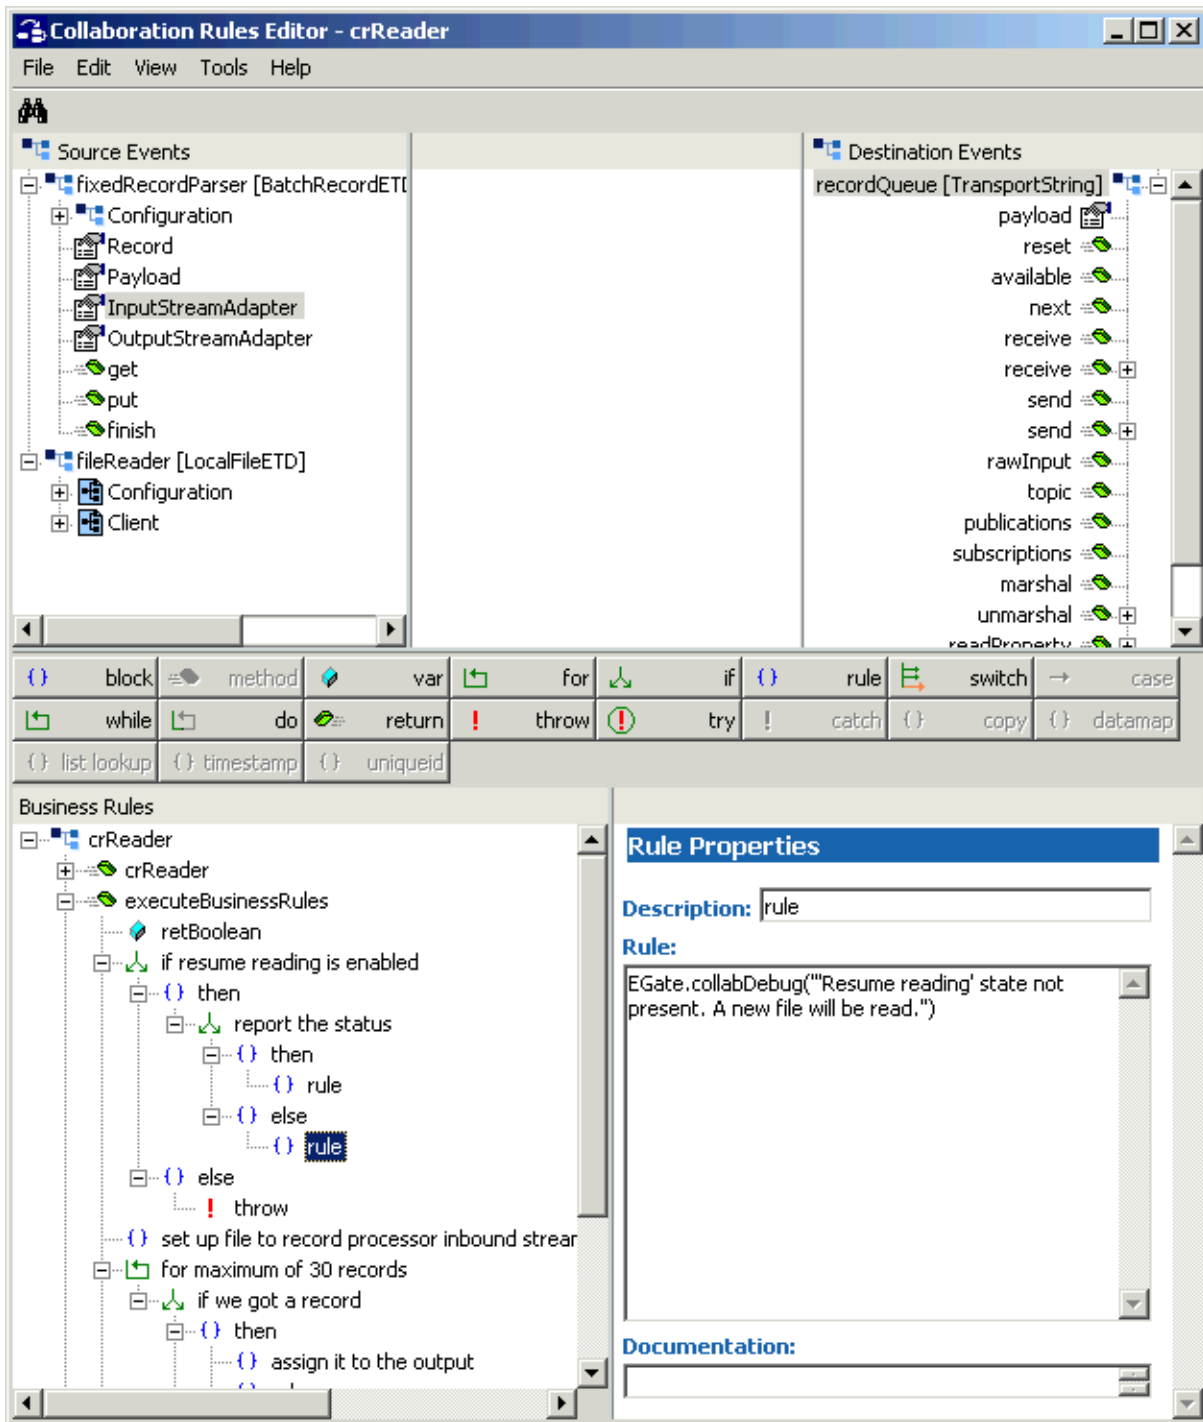 Collaboration Rules Editor - crReader
File Edit View Tools Help
Source Events
fixedRecordParser [BatchRecordETD
Configuration
Record
Payload
InputStreamAdapter
OutputStreamAdapter
get
put
finish
fileReader [LocalFileETD]
Configuration
Client
Destination Events
recordQueue [TransportString]
payload
reset
available
next
receive
receive
send
send
rawInput
topic
publications
subscriptions
marshal
unmarshal
readProperty
block method var for if rule switch case
while do return throw try catch copy datamap
list lookup timestamp uniqueid
Business Rules
crReader
crReader
executeBusinessRules
retBoolean
if resume reading is enabled
then
report the status
then
rule
else
rule
else
throw
set up file to record processor inbound strear
for maximum of 30 records
if we got a record
then
assign it to the output
Rule Properties
Description: rule
Rule:
EGate.collabDebug("'Resume reading' state not
present. A new file will be read.")
Documentation: